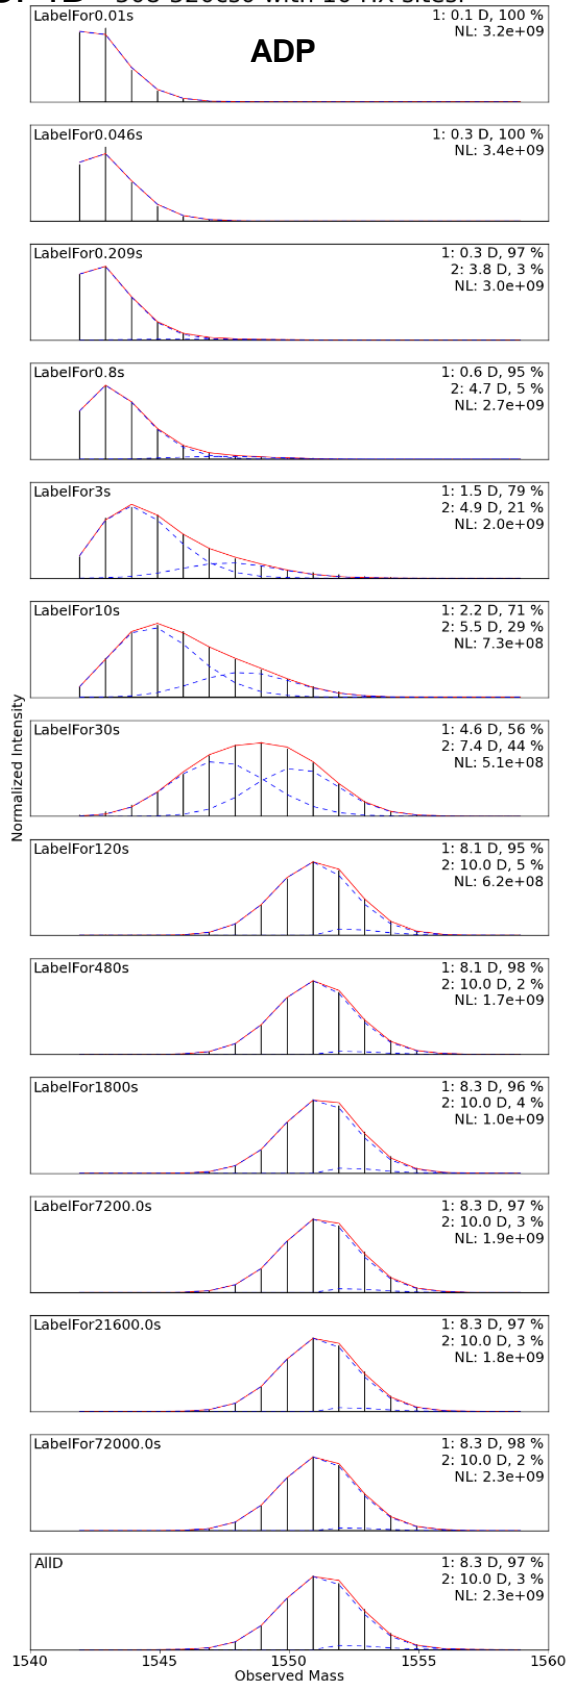 ADP
LabelFor0.01s
1: 0.1 D, 100 %
NL: 3.2e+09
LabelFor0.046s
1: 0.3 D, 100 %
NL: 3.4e+09
LabelFor0.209s
1: 0.3 D, 97 %
2: 3.8 D, 3 %
NL: 3.0e+09
LabelFor0.8s
1: 0.6 D, 95 %
2: 4.7 D, 5 %
NL: 2.7e+09
LabelFor3s
1: 1.5 D, 79 %
2: 4.9 D, 21 %
NL: 2.0e+09
LabelFor10s
1: 2.2 D, 71 %
2: 5.5 D, 29 %
NL: 7.3e+08
Normalized Intensity
LabelFor30s
1: 4.6 D, 56 %
2: 7.4 D, 44 %
NL: 5.1e+08
LabelFor120s
1: 8.1 D, 95 %
2: 10.0 D, 5 %
NL: 6.2e+08
LabelFor480s
1: 8.1 D, 98 %
2: 10.0 D, 2 %
NL: 1.7e+09
LabelFor1800s
1: 8.3 D, 96 %
2: 10.0 D, 4 %
NL: 1.0e+09
LabelFor7200.0s
1: 8.3 D, 97 %
2: 10.0 D, 3 %
NL: 1.9e+09
LabelFor21600.0s
1: 8.3 D, 97 %
2: 10.0 D, 3 %
NL: 1.8e+09
LabelFor72000.0s
1: 8.3 D, 98 %
2: 10.0 D, 2 %
NL: 2.3e+09
AllD
1: 8.3 D, 97 %
2: 10.0 D, 3 %
NL: 2.3e+09
1540 1545 1550 1555 1560
Observed Mass